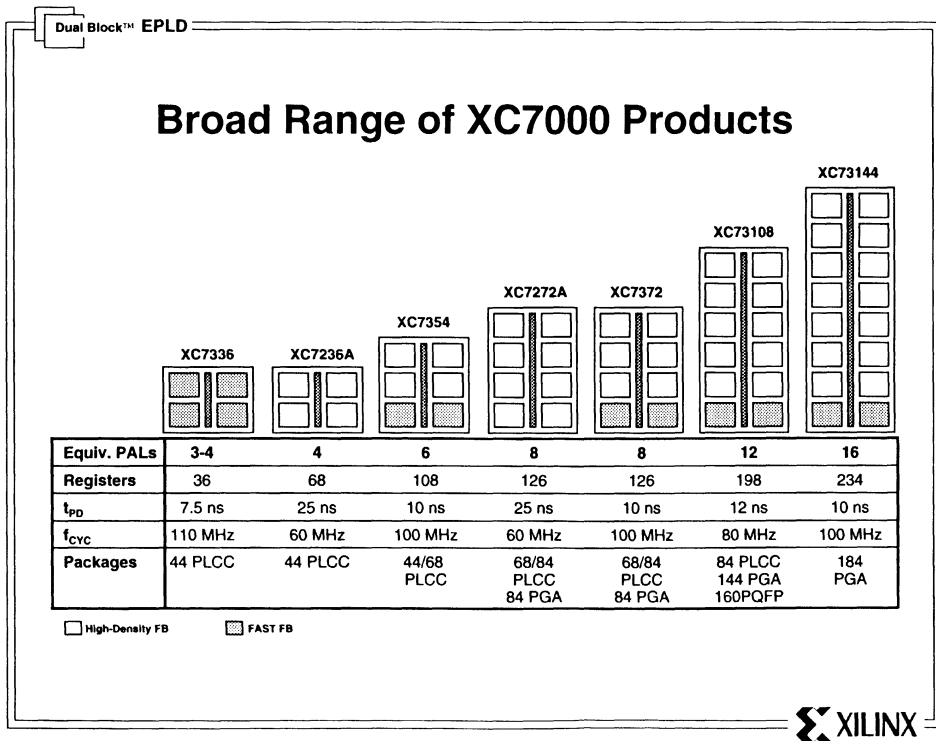 Dual Block™ EPLD
Broad Range of XC7000 Products
XC73144
XC73108
XC7272A XC7372
XC7354
XC7336 XC7236A
Equiv. PALs 3-4 4 6 8 8 12 16
Registers 36 68 108 126 126 198 234
tPD 7.5 ns 25 ns 10 ns 25 ns 10 ns 12 ns 10 ns
fCYC 110 MHz 60 MHz 100 MHz 60 MHz 100 MHz 80 MHz 100 MHz
Packages 44 PLCC 44 PLCC 44/68 68/84 68/84 84 PLCC 184
PLCC PLCC PLCC 144 PGA PGA
84 PGA 84 PGA 160PQFP
High-Density FB FAST FB
XILINX